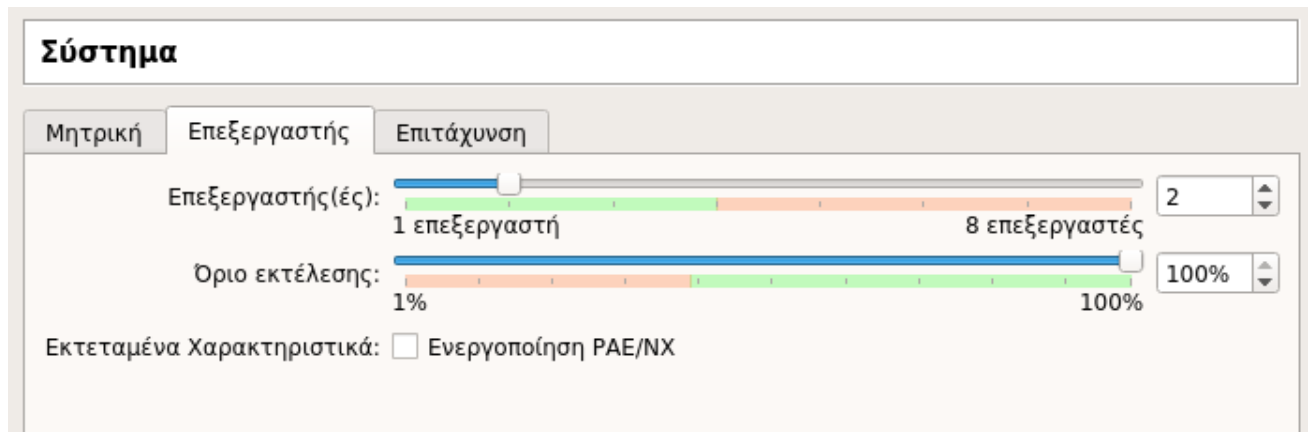 Σύστημα
Μητρική Επεξεργαστής Επιτάχυνση
Επεξεργαστής(ές): 2
1 επεξεργαστή 8 επεξεργαστές
Όριο εκτέλεσης: 100%
1% 100%
Εκτεταμένα Χαρακτηριστικά: Ενεργοποίηση PAE/NX